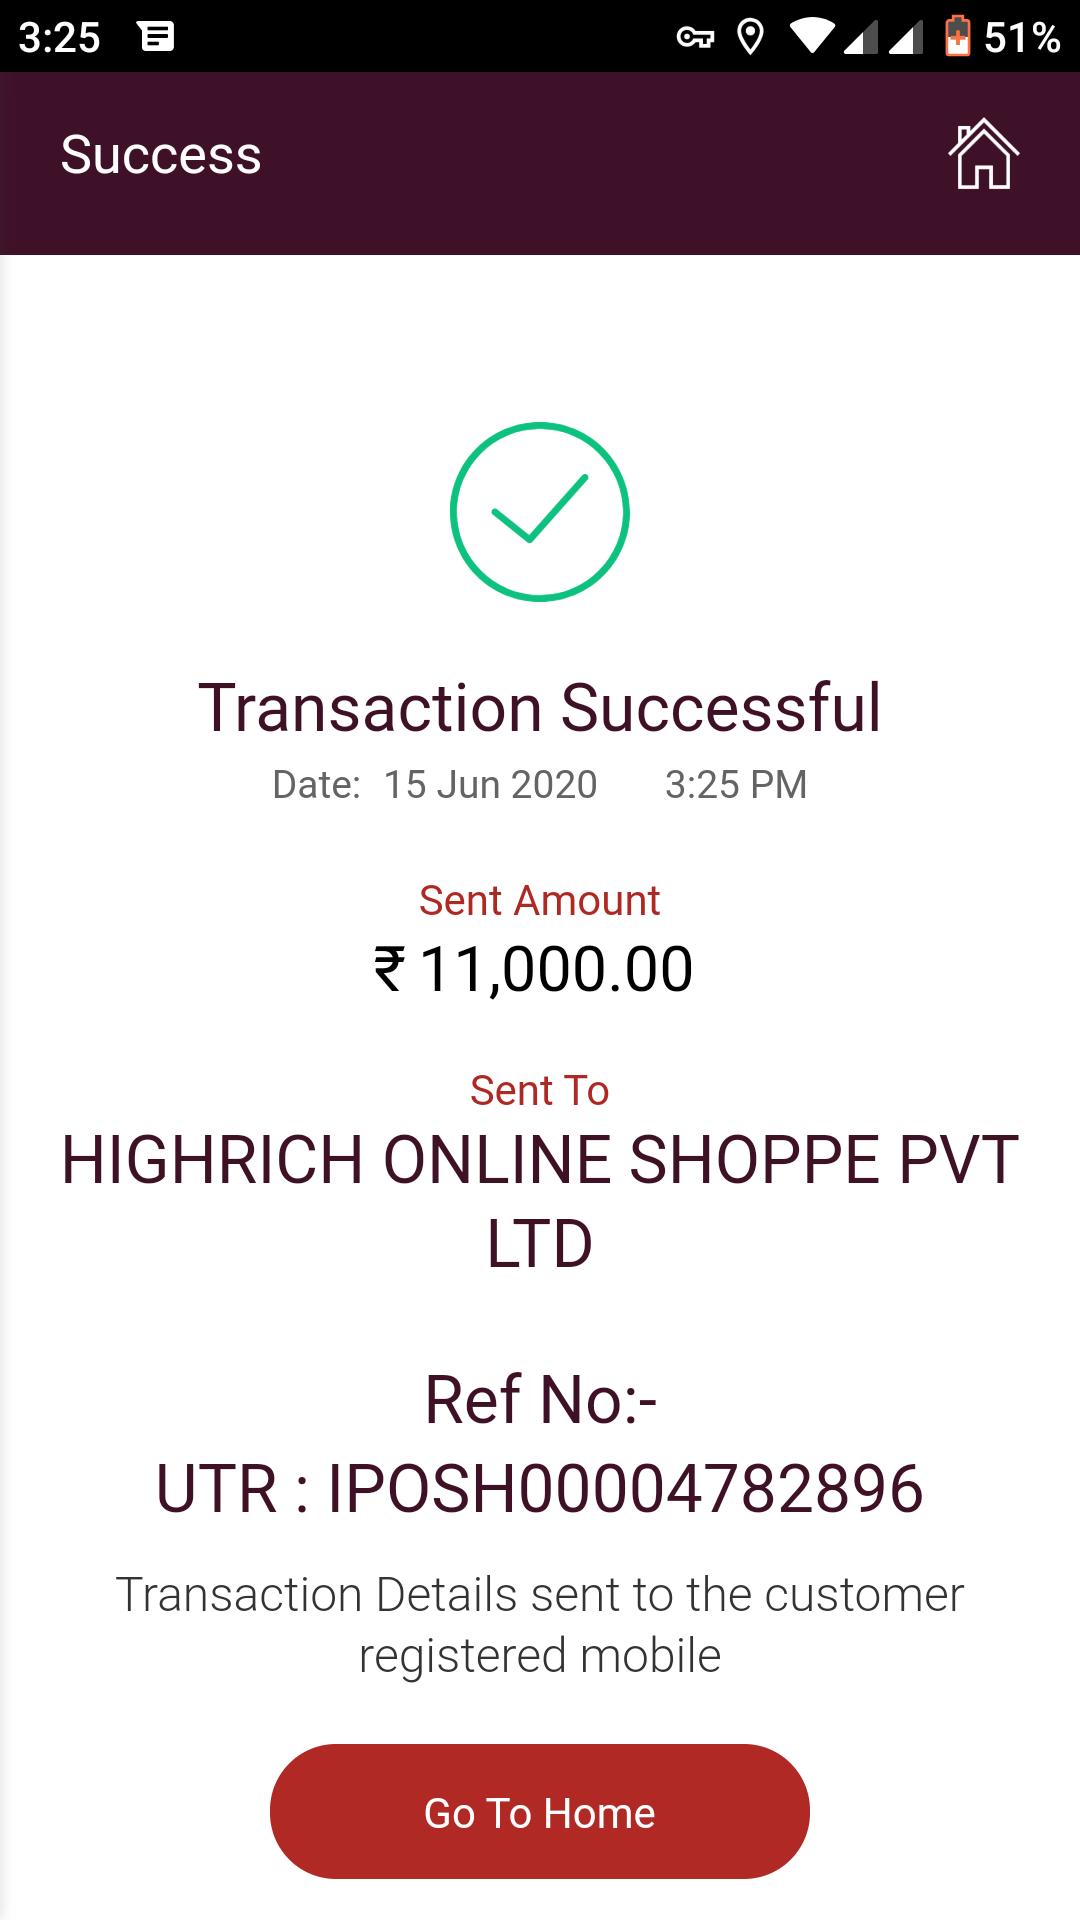 3:25 51%
Success
Transaction Successful
Date: 15 Jun 2020 3:25 PM
Sent Amount
₹ 11,000.00
Sent To
HIGHRICH ONLINE SHOPPE PVT
LTD
Ref No:-
UTR : IPOSH00004782896
Transaction Details sent to the customer
registered mobile
Go To Home